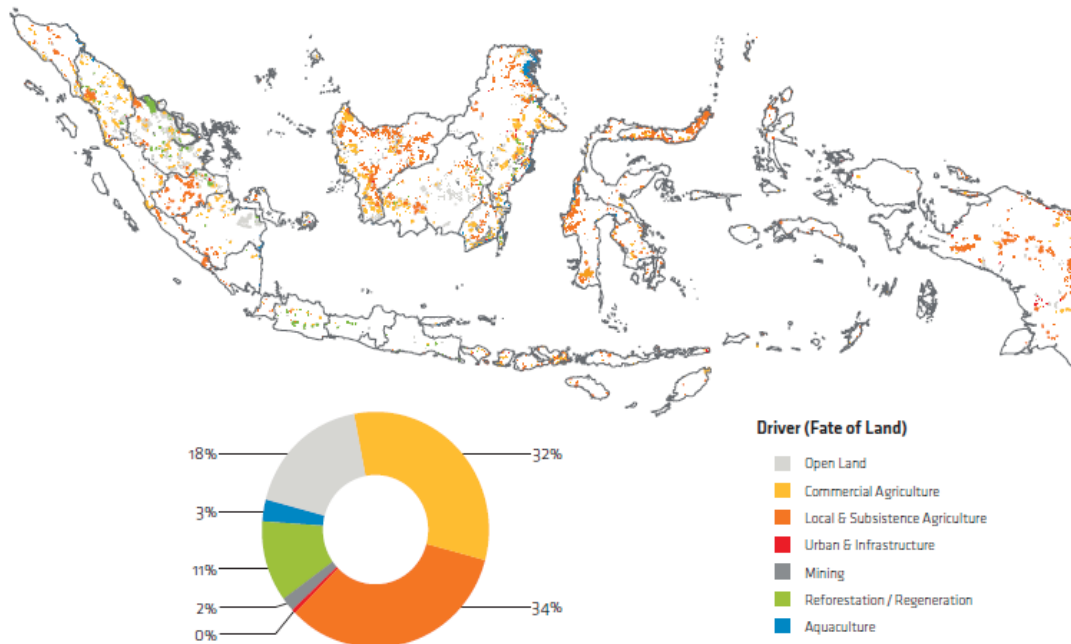 18%
32%
3%
11%
2%
0%
34%
Driver (Fate of Land)
Open Land
Commercial Agriculture
Local & Subsistence Agriculture
Urban & Infrastructure
Mining
Reforestation / Regeneration
Aquaculture